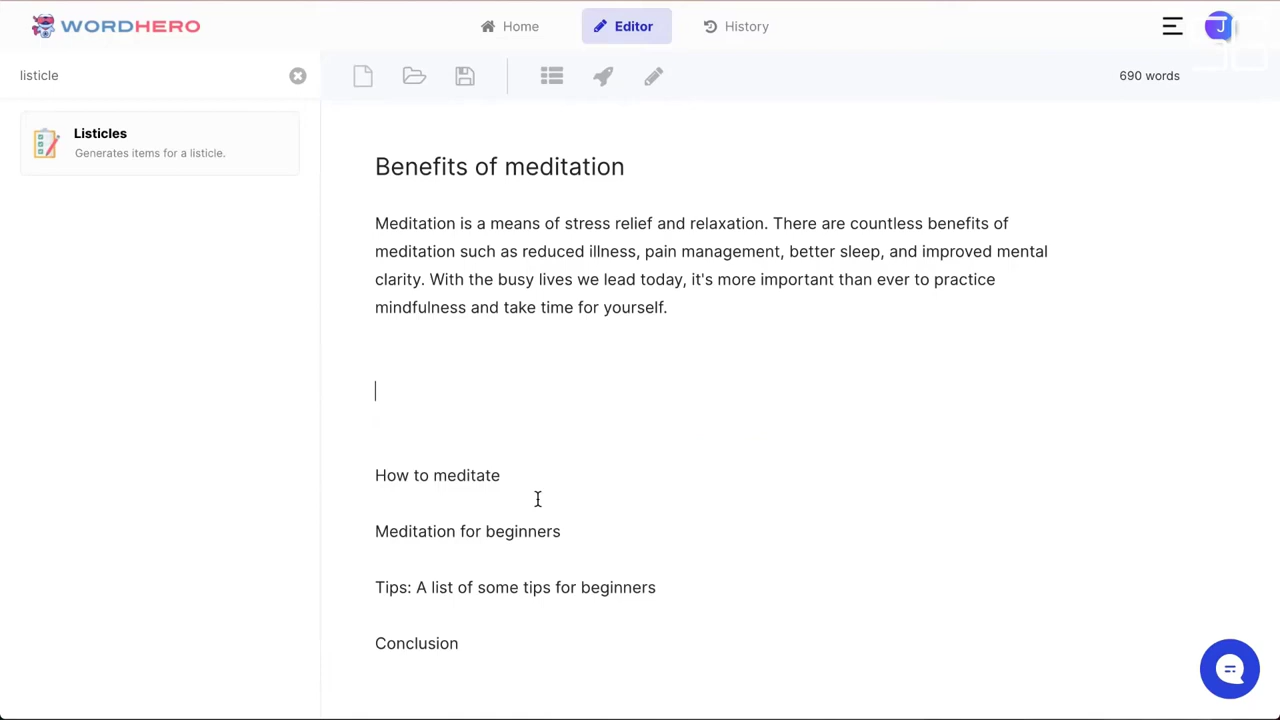 WORDHERO
Home
Editor
History
J
listicle
690 words
Listicles
Generates items for a listicle.
Benefits of meditation
Meditation is a means of stress relief and relaxation. There are countless benefits of
meditation such as reduced illness, pain management, better sleep, and improved mental
clarity. With the busy lives we lead today, it's more important than ever to practice
mindfulness and take time for yourself.
How to meditate
Meditation for beginners
Tips: A list of some tips for beginners
Conclusion